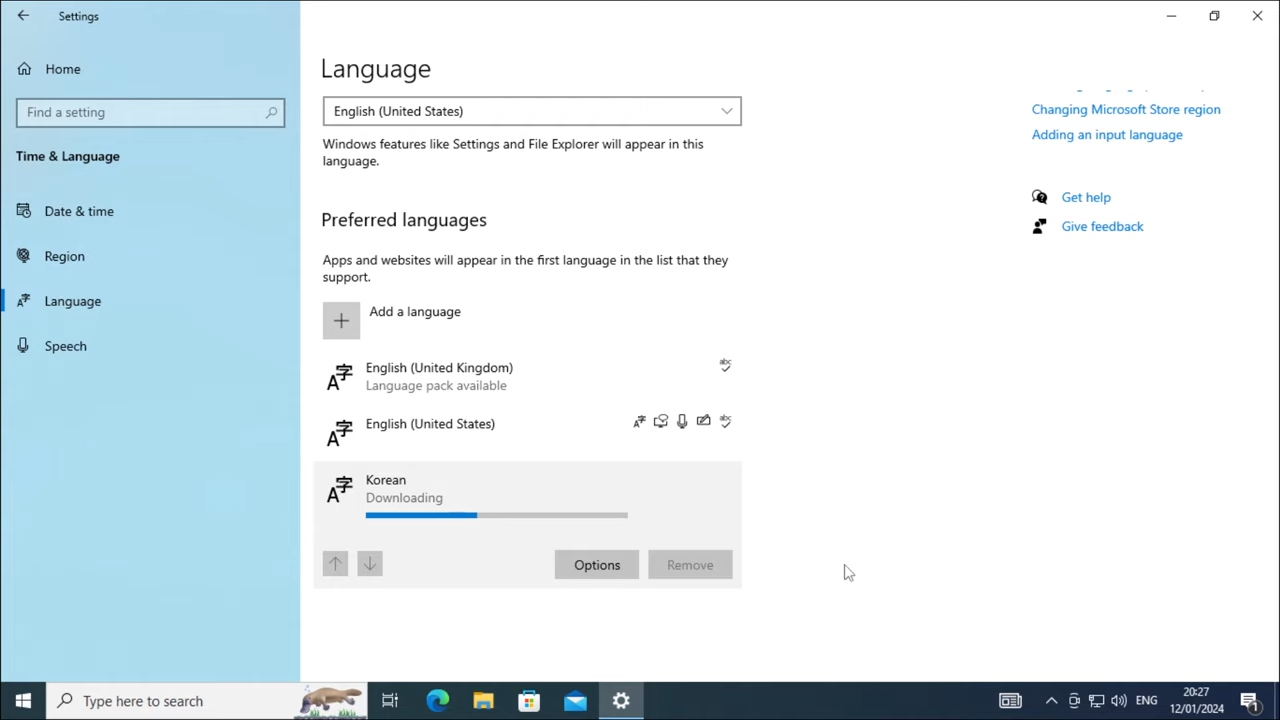 Settings
Home
Find a setting
Time & Language
Date & time
Region
Language
Speech
Language
English (United States)
Windows features like Settings and File Explorer will appear in this
language.
Preferred languages
Apps and websites will appear in the first language in the list that they
support.
Add a language
English (United Kingdom)
Language pack available
English (United States)
Korean
Downloading
Options
Remove
Changing Microsoft Store region
Adding an input language
Get help
Give feedback
Type here to search
ENG
20:27
12/01/2024
1